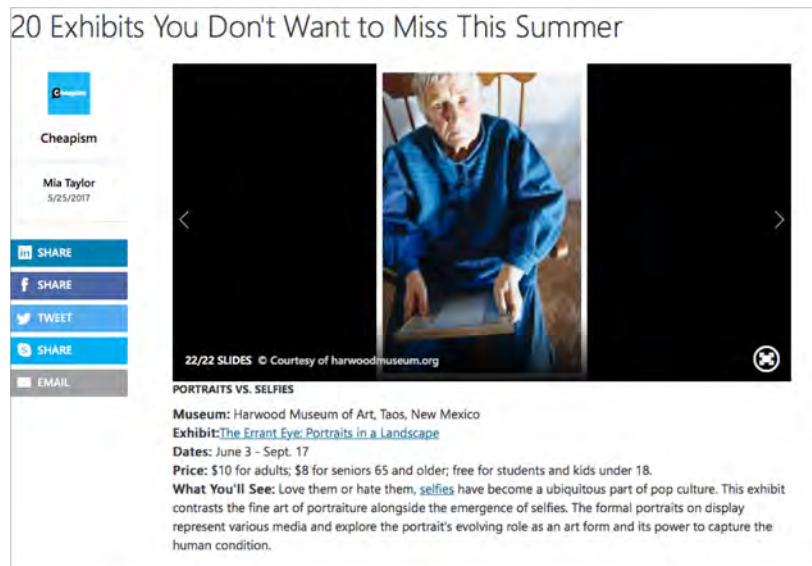 20 Exhibits You Don't Want to Miss This Summer
Cheapism
Mia Taylor
5/25/2017
in SHARE
f SHARE
TWEET
S SHARE
EMAIL
22/22 SLIDES © Courtesy of harwoodmuseum.org
PORTRAITS VS. SELFIES
Museum: Harwood Museum of Art, Taos, New Mexico
Exhibit:The Errant Eye: Portraits in a Landscape
Dates: June 3 - Sept. 17
Price: $10 for adults; $8 for seniors 65 and older; free for students and kids under 18.
What You'll See: Love them or hate them, selfies have become a ubiquitous part of pop culture. This exhibit
contrasts the fine art of portraiture alongside the emergence of selfies. The formal portraits on display
represent various media and explore the portrait's evolving role as an art form and its power to capture the
human condition.